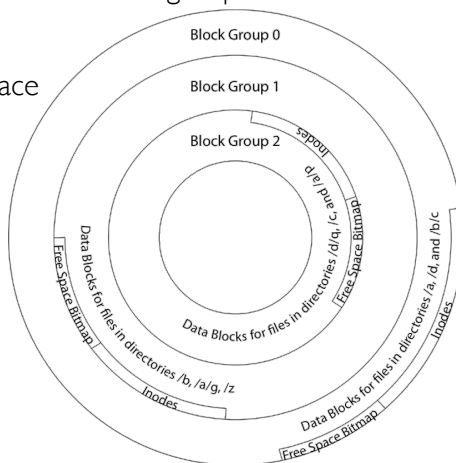 ace
Block Group 0
Block Group 1
Block Group 2
Inodes
Free Space Bitmap
Data Blocks for files in directories /d/q, /c, and /a/p
Data Blocks for files in directories /b, /a/g, /z
Free Space Bitmap
Inodes
Data Blocks for files in directories /a, /d, and /b/c
Inodes
Free Space Bitmap